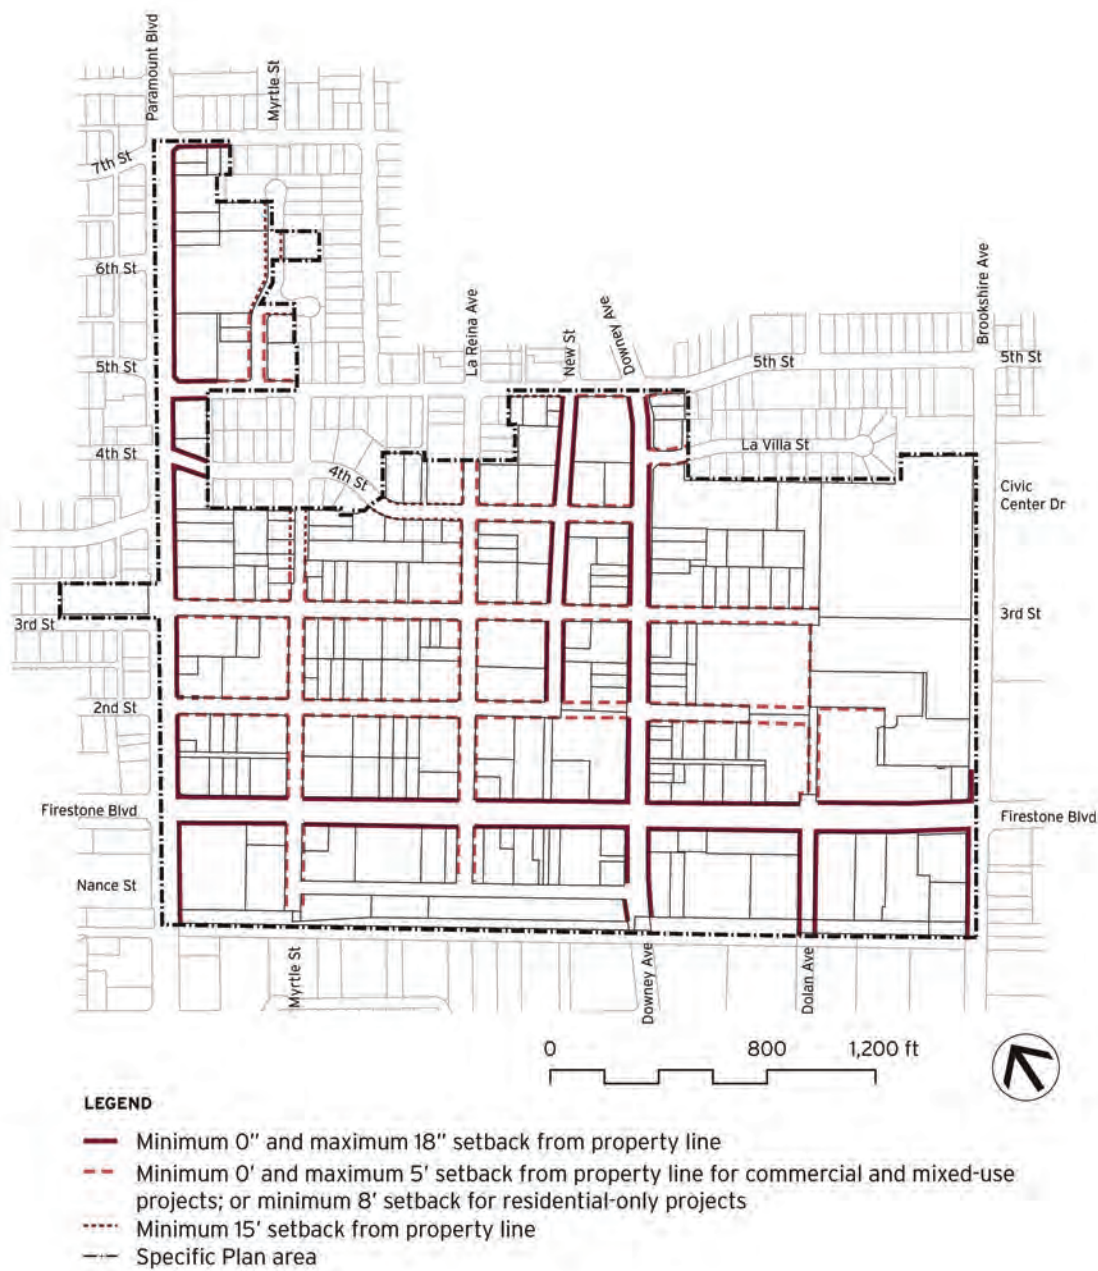 Paramount Blvd
Myrtle St
7th St
6th St
Brookshire Ave
La Reina Ave
New St
Downey Ave
5th St
5th St
5th St
4th St
La Villa St
4th St
Civic
Center Dr
3rd St
3rd St
2nd St
Firestone Blvd
Firestone Blvd
Nance St
Myrtle St
Downey Ave
Dolan Ave
0 800 1,200 ft
LEGEND
Minimum 0" and maximum 18" setback from property line
Minimum 0' and maximum 5' setback from property line for commercial and mixed-use
projects; or minimum 8' setback for residential-only projects
Minimum 15' setback from property line
Specific Plan area